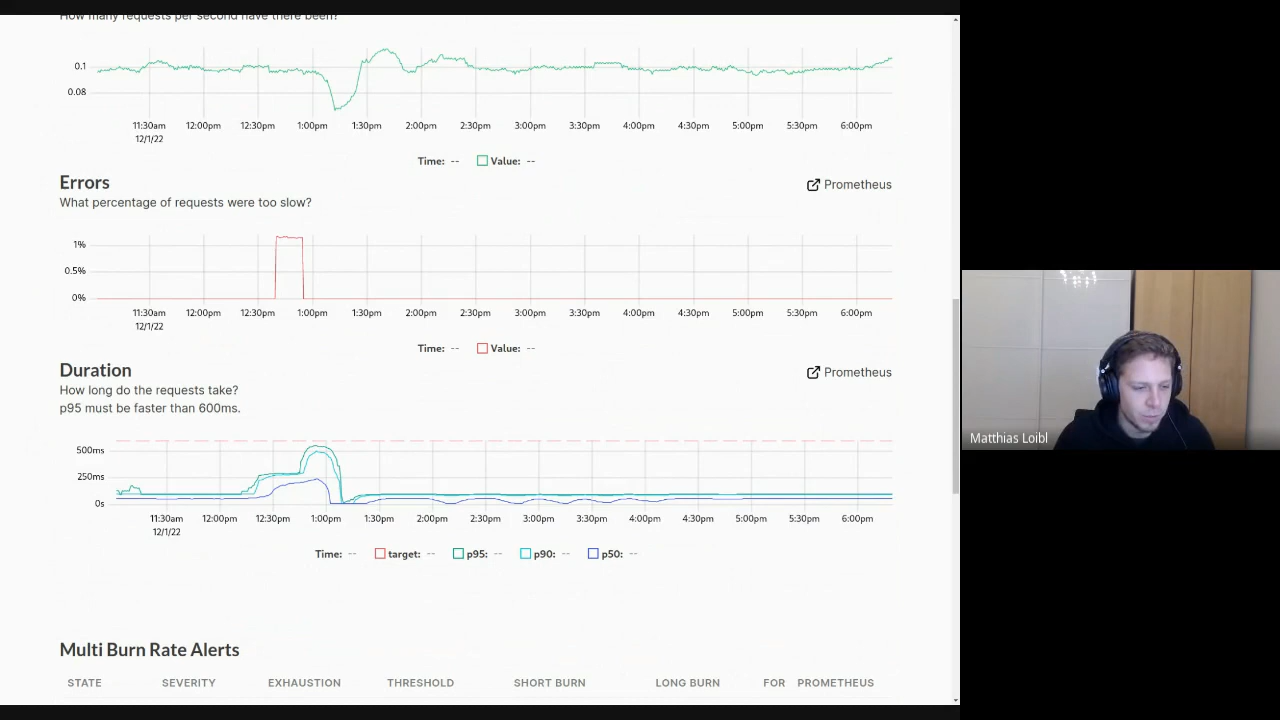 How many requests per second have there been?
0.1
0.08
11:30am 12:00pm 12:30pm 1:00pm 1:30pm 2:00pm 2:30pm 3:00pm 3:30pm 4:00pm 4:30pm 5:00pm 5:30pm 6:00pm
12/1/22
Time: -- Value: --
Errors
Prometheus
What percentage of requests were too slow?
1%
0.5%
0%
11:30am 12:00pm 12:30pm 1:00pm 1:30pm 2:00pm 2:30pm 3:00pm 3:30pm 4:00pm 4:30pm 5:00pm 5:30pm 6:00pm
12/1/22
Time: -- Value: --
Duration
Prometheus
How long do the requests take?
p95 must be faster than 600ms.
500ms
250ms
0s
11:30am 12:00pm 12:30pm 1:00pm 1:30pm 2:00pm 2:30pm 3:00pm 3:30pm 4:00pm 4:30pm 5:00pm 5:30pm 6:00pm
12/1/22
Time: -- target: -- p95: -- p90: -- p50: --
Multi Burn Rate Alerts
STATE SEVERITY EXHAUSTION THRESHOLD SHORT BURN LONG BURN FOR PROMETHEUS
Matthias Loibl